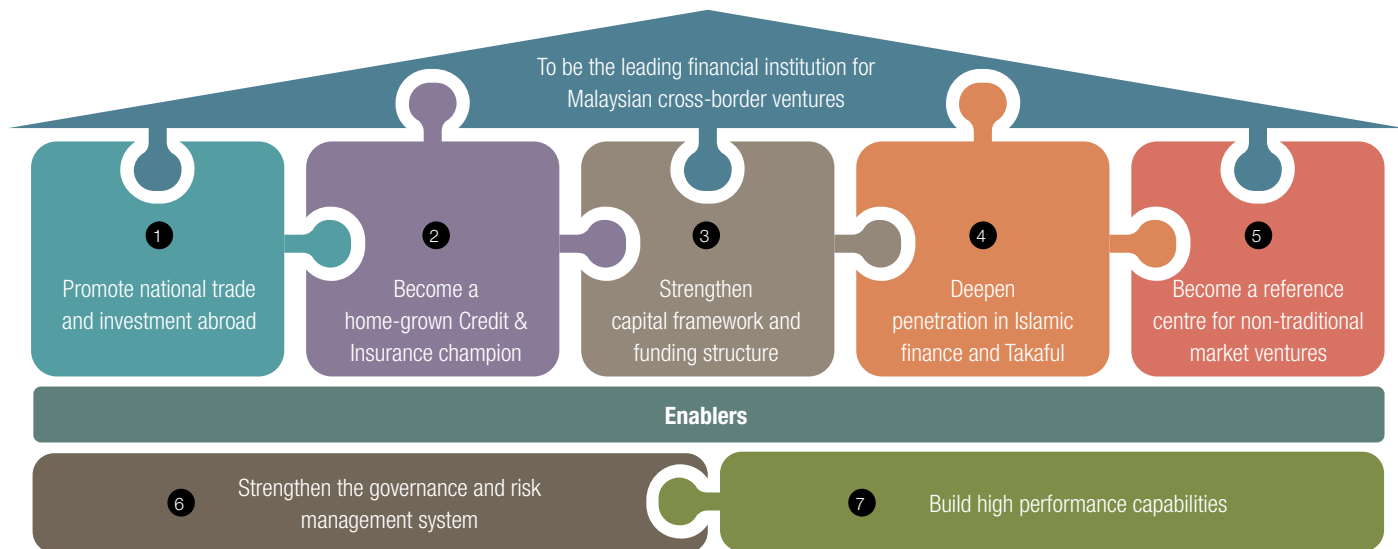 To be the leading financial institution for
Malaysian cross-border ventures
1
Promote national trade
and investment abroad
2
Become a
home-grown Credit &
Insurance champion
3
Strengthen
capital framework and
funding structure
4
Deepen
penetration in Islamic
finance and Takaful
5
Become a reference
centre for non-traditional
market ventures
Enablers
6
Strengthen the governance and risk
management system
7
Build high performance capabilities